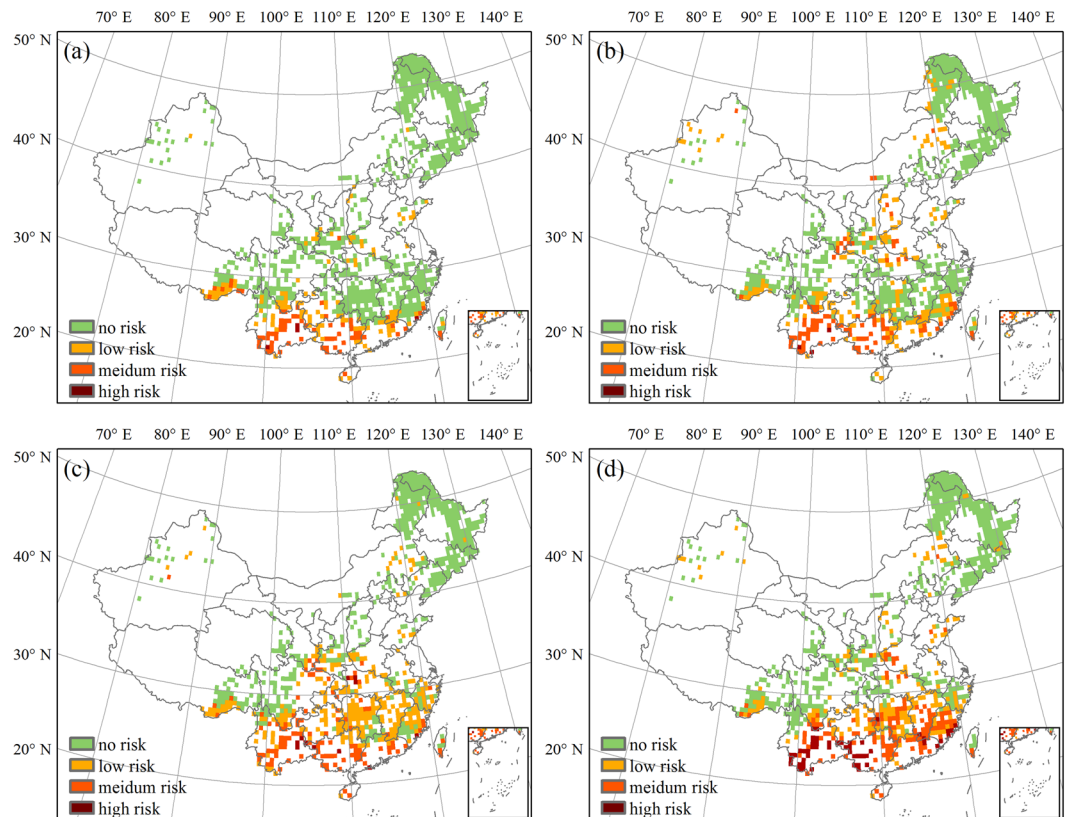 70° E 80° E 90° E 100° E 110° E 120° E 130° E 140° E 70° E 80° E 90° E 100° E 110° E 120° E 130° E 140° E
50° N (a) 50° N (b)
40° N 40° N
30° N 30° N
20° N 20° N
no risk no risk
low risk low risk
meidum risk meidum risk
high risk high risk
70° E 80° E 90° E 100° E 110° E 120° E 130° E 140° E 70° E 80° E 90° E 100° E 110° E 120° E 130° E 140° E
50° N (c) 50° N (d)
40° N 40° N
30° N 30° N
20° N 20° N
no risk no risk
low risk low risk
meidum risk meidum risk
high risk high risk